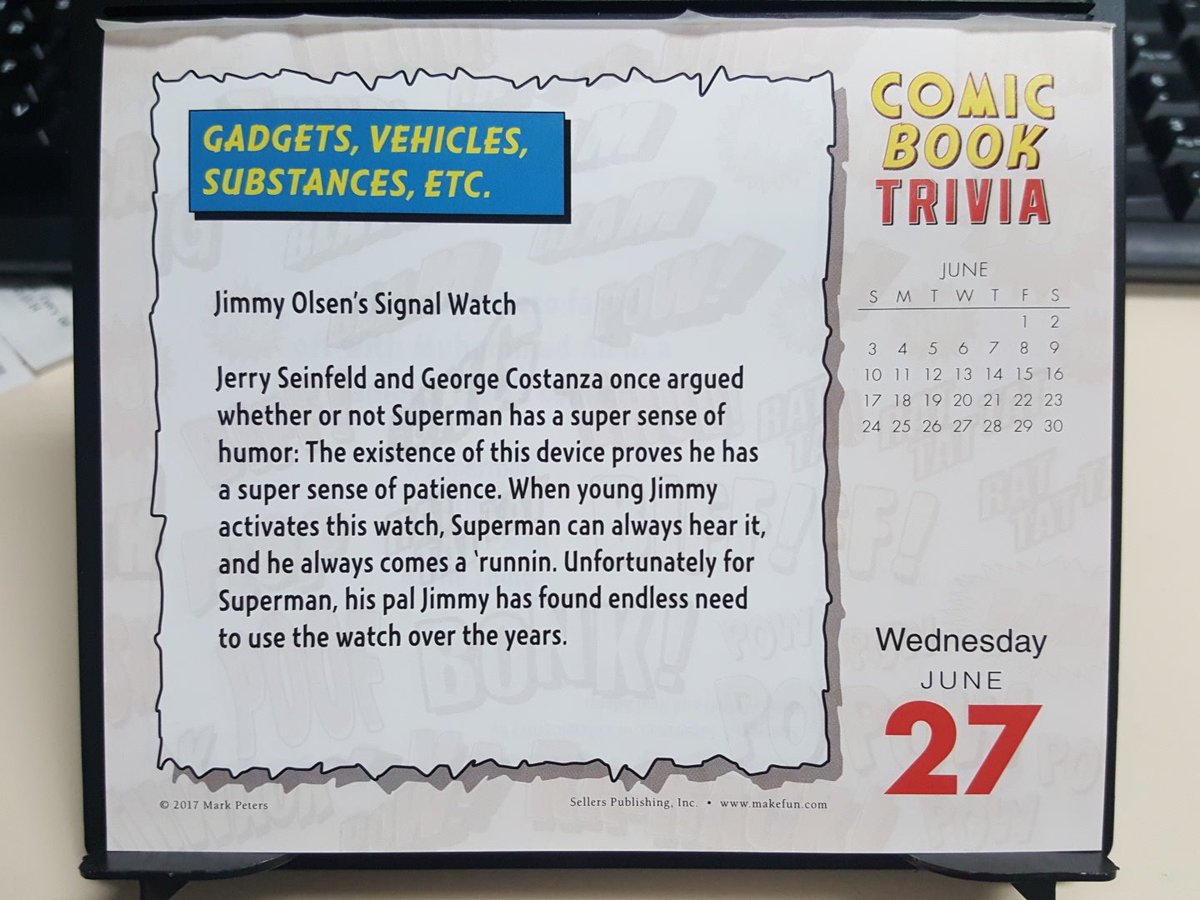 GADGETS, VEHICLES,
SUBSTANCES, ETC.
Jimmy Olsen's Signal Watch
Jerry Seinfeld and George Costanza once argued
whether or not Superman has a super sense of
humor: The existence of this device proves he has
a super sense of patience. When young Jimmy
activates this watch, Superman can always hear it,
and he always comes a 'runnin. Unfortunately for
Superman, his pal Jimmy has found endless need
to use the watch over the years.
© 2017 Mark Peters
Sellers Publishing, Inc. • www.makefun.com
COMIC
BOOK
TRIVIA
JUNE
S M T W T F S
1 2
3 4 5 6 7 8 9
10 11 12 13 14 15 16
17 18 19 20 21 22 23
24 25 26 27 28 29 30
Wednesday
JUNE
27